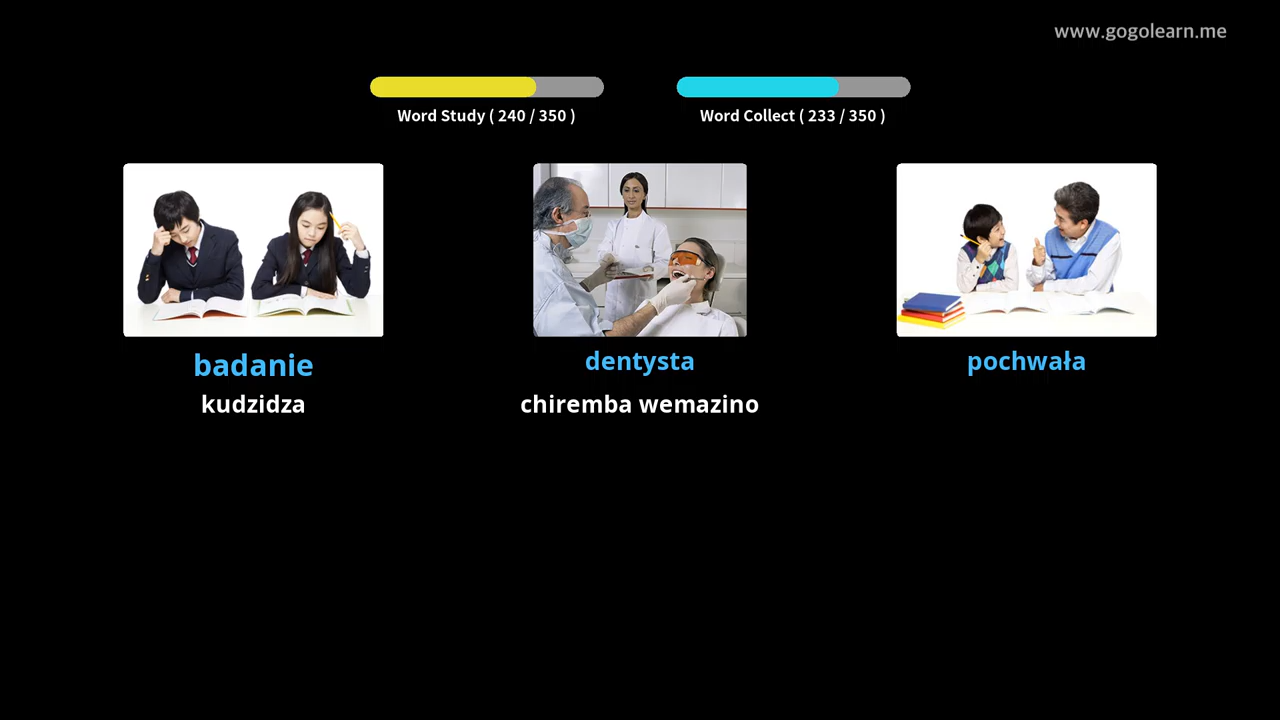 www.gogolearn.me
Word Study ( 240 / 350 )
Word Collect ( 233 / 350 )
badanie
dentysta
pochwała
kudzidza
chiremba wemazino